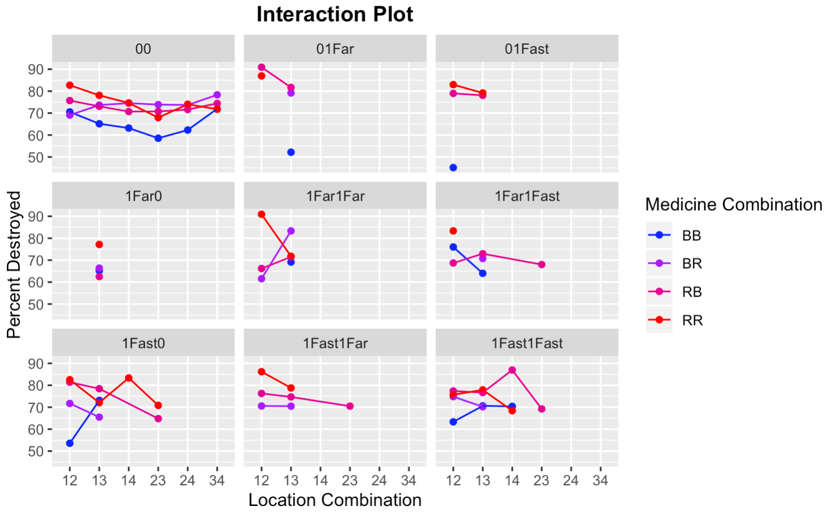 Interaction Plot
00 01Far 01Fast
90
80
70
60
50
1Far0 1Far1Far 1Far1Fast
90
80
70
60
50
1Fast0 1Fast1Far 1Fast1Fast
90
80
70
60
50
12 13 14 23 24 34 12 13 14 23 24 34 12 13 14 23 24 34
Location Combination
Percent Destroyed
Medicine Combination
BB
BR
RB
RR